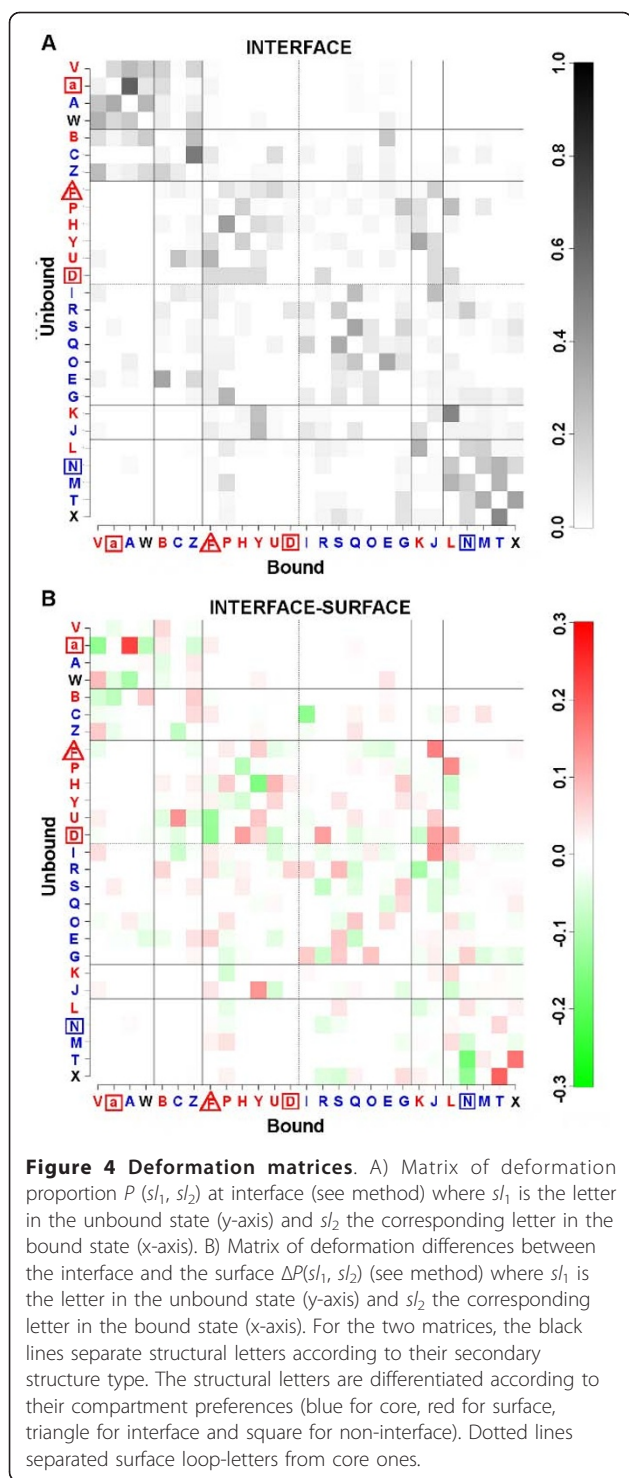 A
INTERFACE
Unbound
V
a
A
W
B
C
Z
F
P
H
Y
U
D
I
R
S
Q
O
E
G
K
J
L
N
M
T
X
V a A W B C Z F P H Y U D I R S Q O E G K J L N M T X
Bound
1.0
0.8
0.6
0.4
0.2
0.0
B
INTERFACE-SURFACE
Unbound
V
a
A
W
B
C
Z
F
P
H
Y
U
D
I
R
S
Q
O
E
G
K
J
L
N
M
T
X
V a A W B C Z F P H Y U D I R S Q O E G K J L N M T X
Bound
0.3
0.2
0.1
0.0
-0.1
-0.2
-0.3
Figure 4 Deformation matrices. A) Matrix of deformation
proportion P (sl₁, sl₂) at interface (see method) where sl₁ is the letter
in the unbound state (y-axis) and sl₂ the corresponding letter in the
bound state (x-axis). B) Matrix of deformation differences between
the interface and the surface ΔP(sl₁, sl₂) (see method) where sl₁ is
the letter in the unbound state (y-axis) and sl₂ the corresponding
letter in the bound state (x-axis). For the two matrices, the black
lines separate structural letters according to their secondary
structure type. The structural letters are differentiated according to
their compartment preferences (blue for core, red for surface,
triangle for interface and square for non-interface). Dotted lines
separated surface loop-letters from core ones.